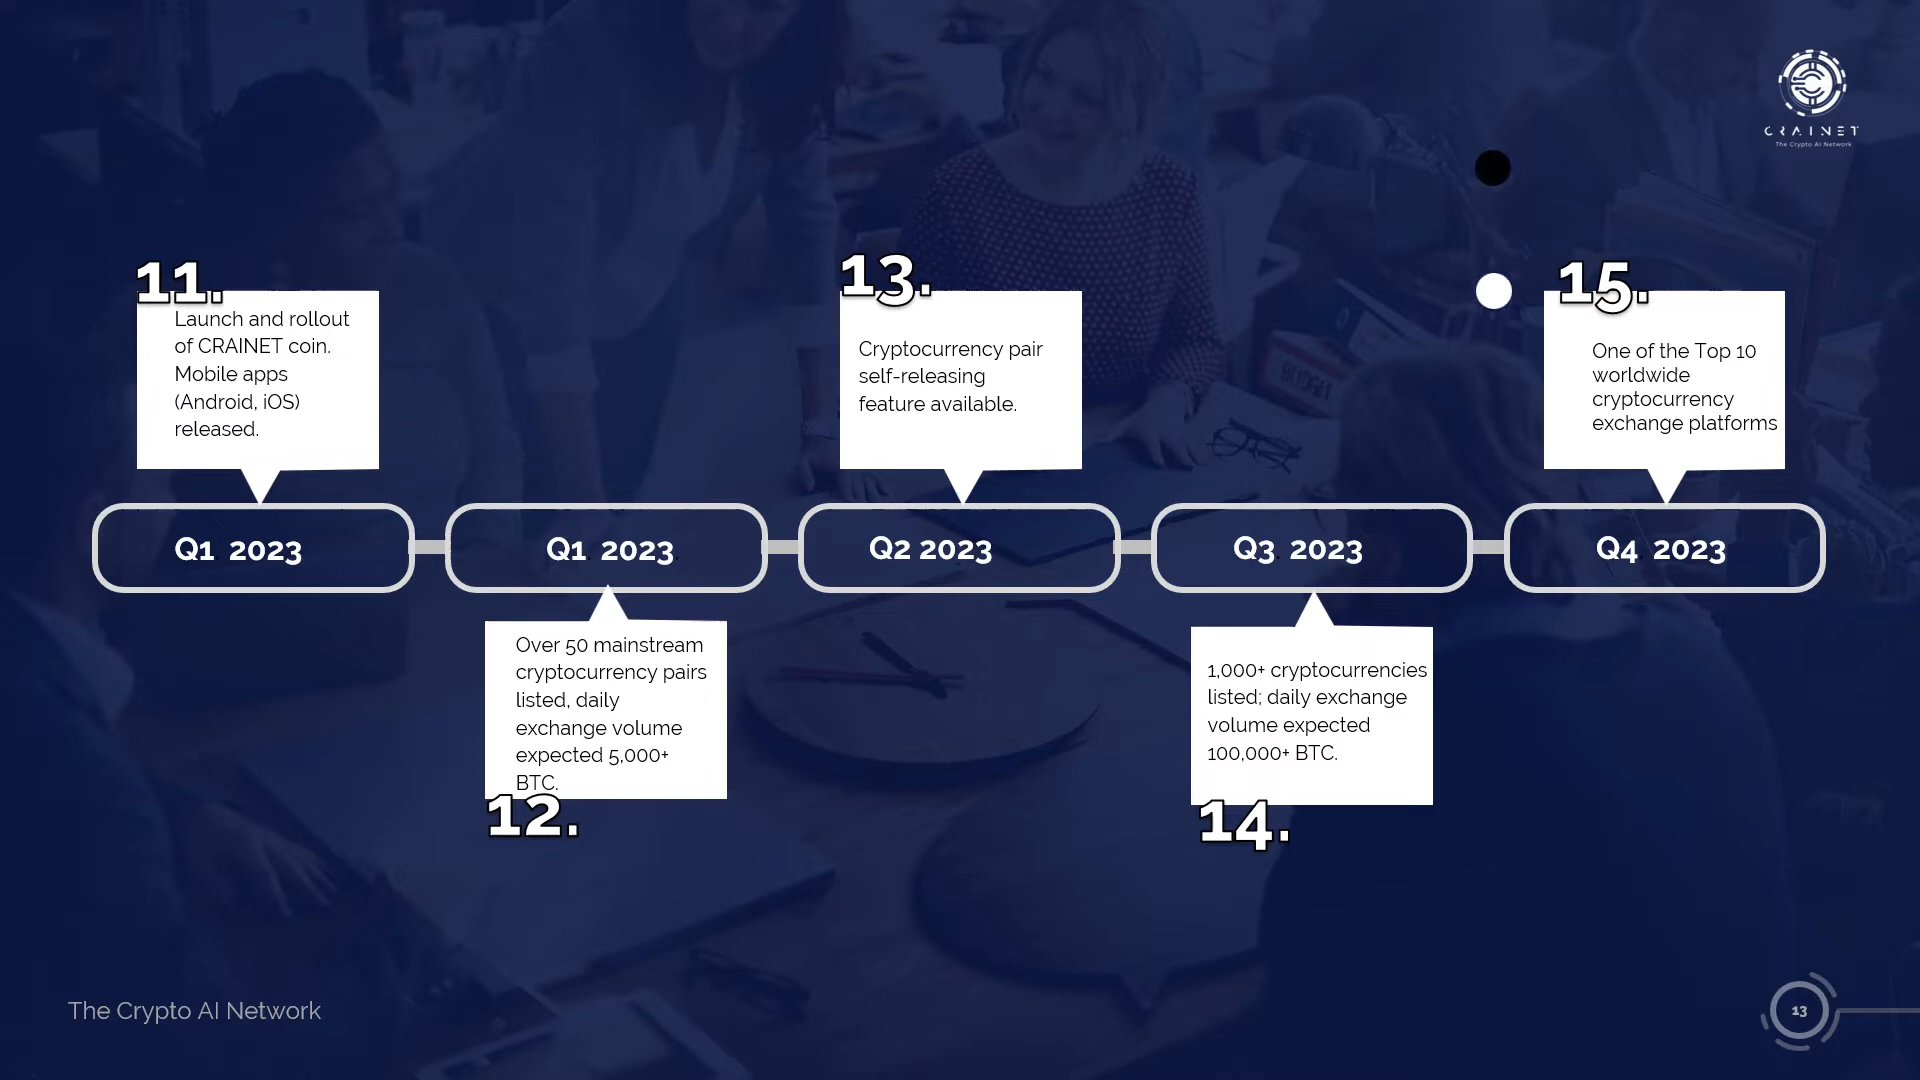 CRAINET
The Crypto AI Network
11.
Launch and rollout
of CRAINET coin.
Mobile apps
(Android, iOS)
released.
13.
Cryptocurrency pair
self-releasing
feature available.
15.
One of the Top 10
worldwide
cryptocurrency
exchange platforms
BUDGET
Q1 2023
Q1 2023
Q2 2023
Q3 2023
Q4 2023
Over 50 mainstream
cryptocurrency pairs
listed, daily
exchange volume
expected 5,000+
BTC.
12.
1,000+ cryptocurrencies
listed; daily exchange
volume expected
100,000+ BTC.
14.
The Crypto AI Network
13